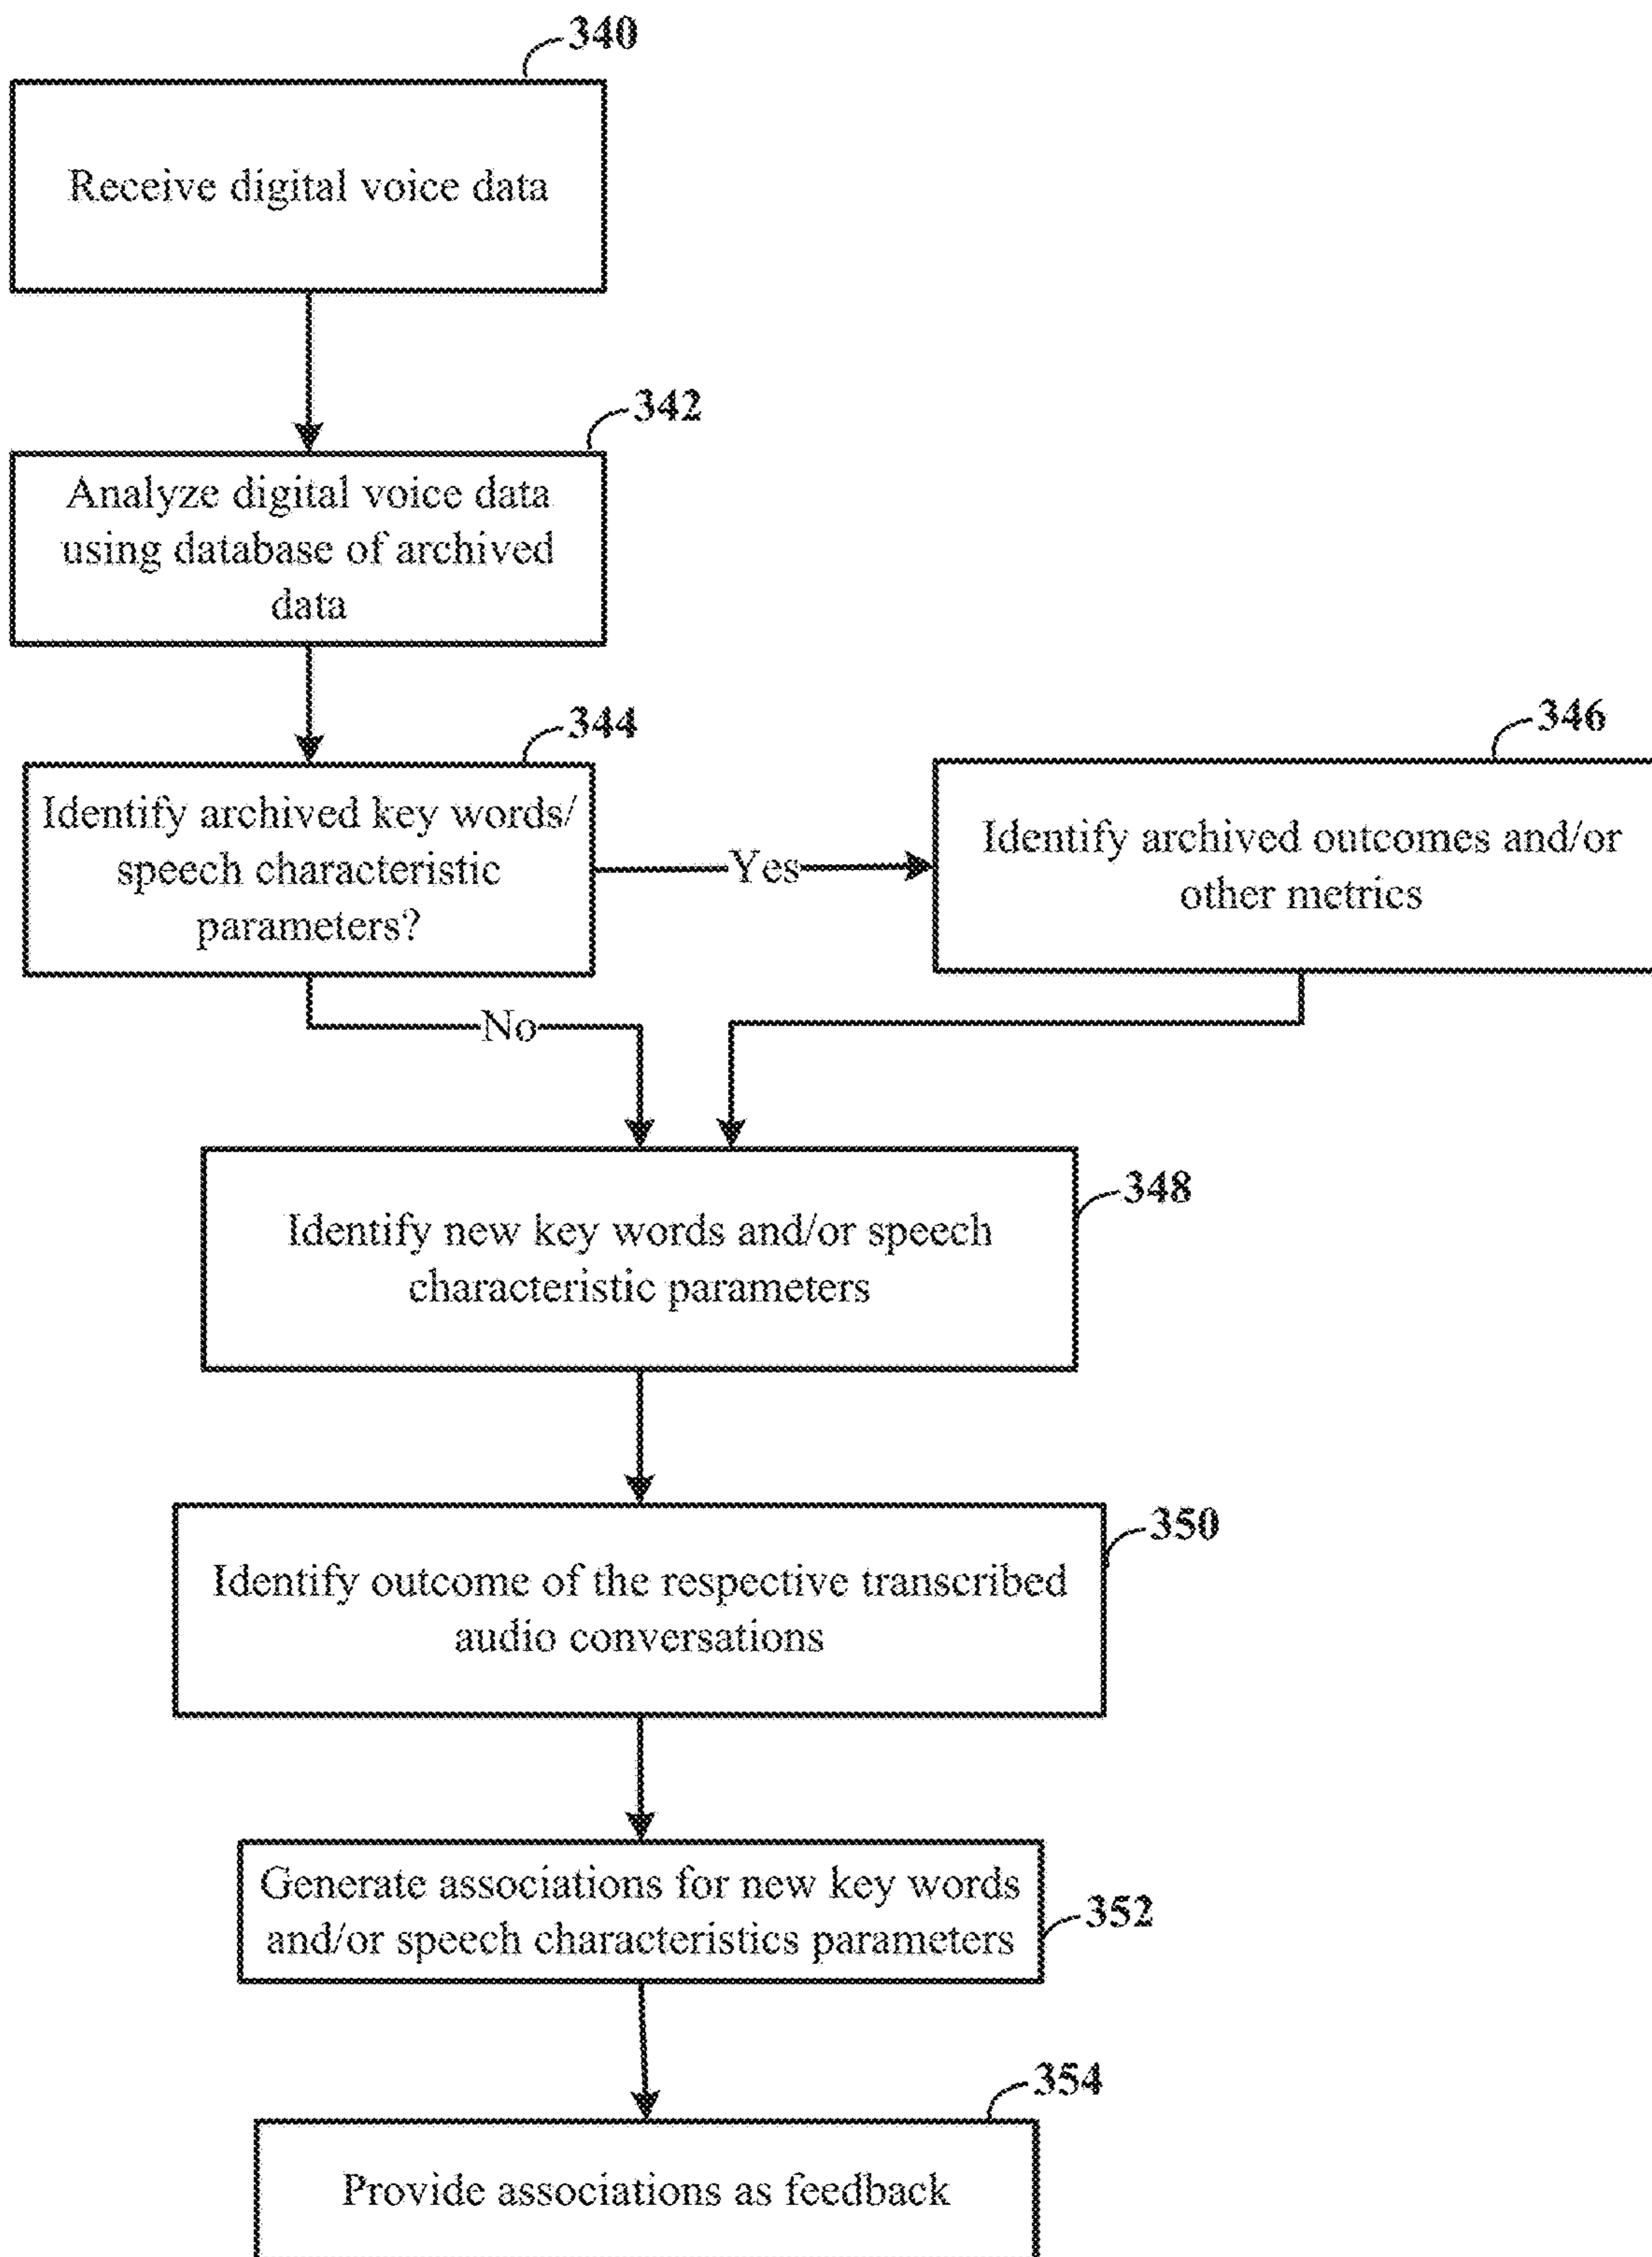 340
Receive digital voice data
342
Analyze digital voice data
using database of archived
data
344
Identify archived key words/
speech characteristic
parameters?
Yes
346
Identify archived outcomes and/or
other metrics
No
348
Identify new key words and/or speech
characteristic parameters
350
Identify outcome of the respective transcribed
audio conversations
Generate associations for new key words
and/or speech characteristics parameters
352
354
Provide associations as feedback